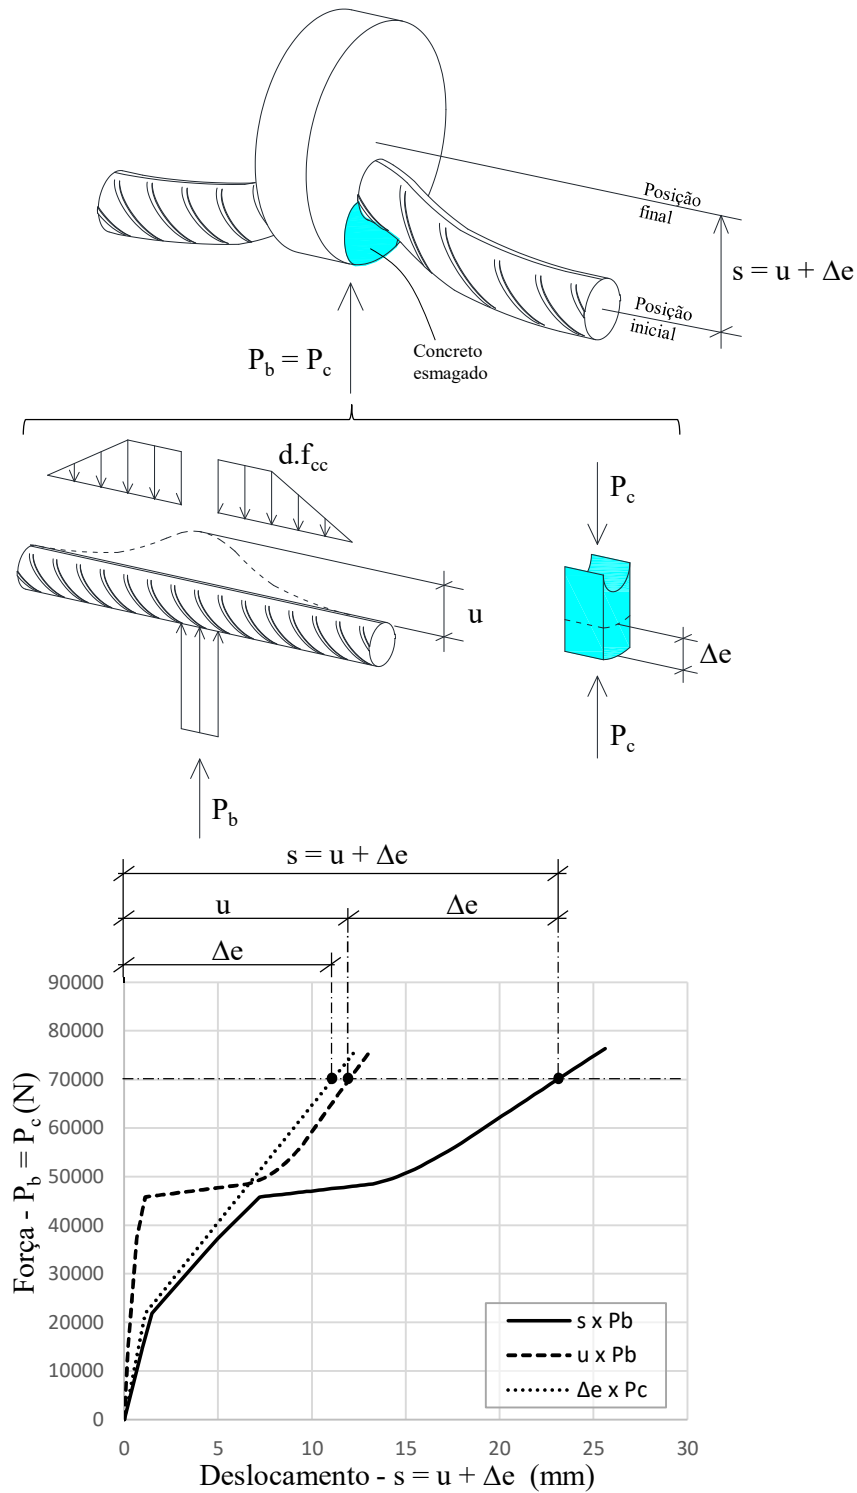 Posição
final
s = u + Δe
Posição
inicial
Concreto
esmagado
P_b = P_c
d.f_cc
P_c
u
Δe
P_c
P_b
s = u + Δe
u
Δe
Δe
90000
80000
70000
60000
50000
40000
30000
20000
10000
0
Força - P_b = P_c (N)
s x Pb
u x Pb
Δe x Pc
0 5 10 15 20 25 30
Deslocamento - s = u + Δe (mm)